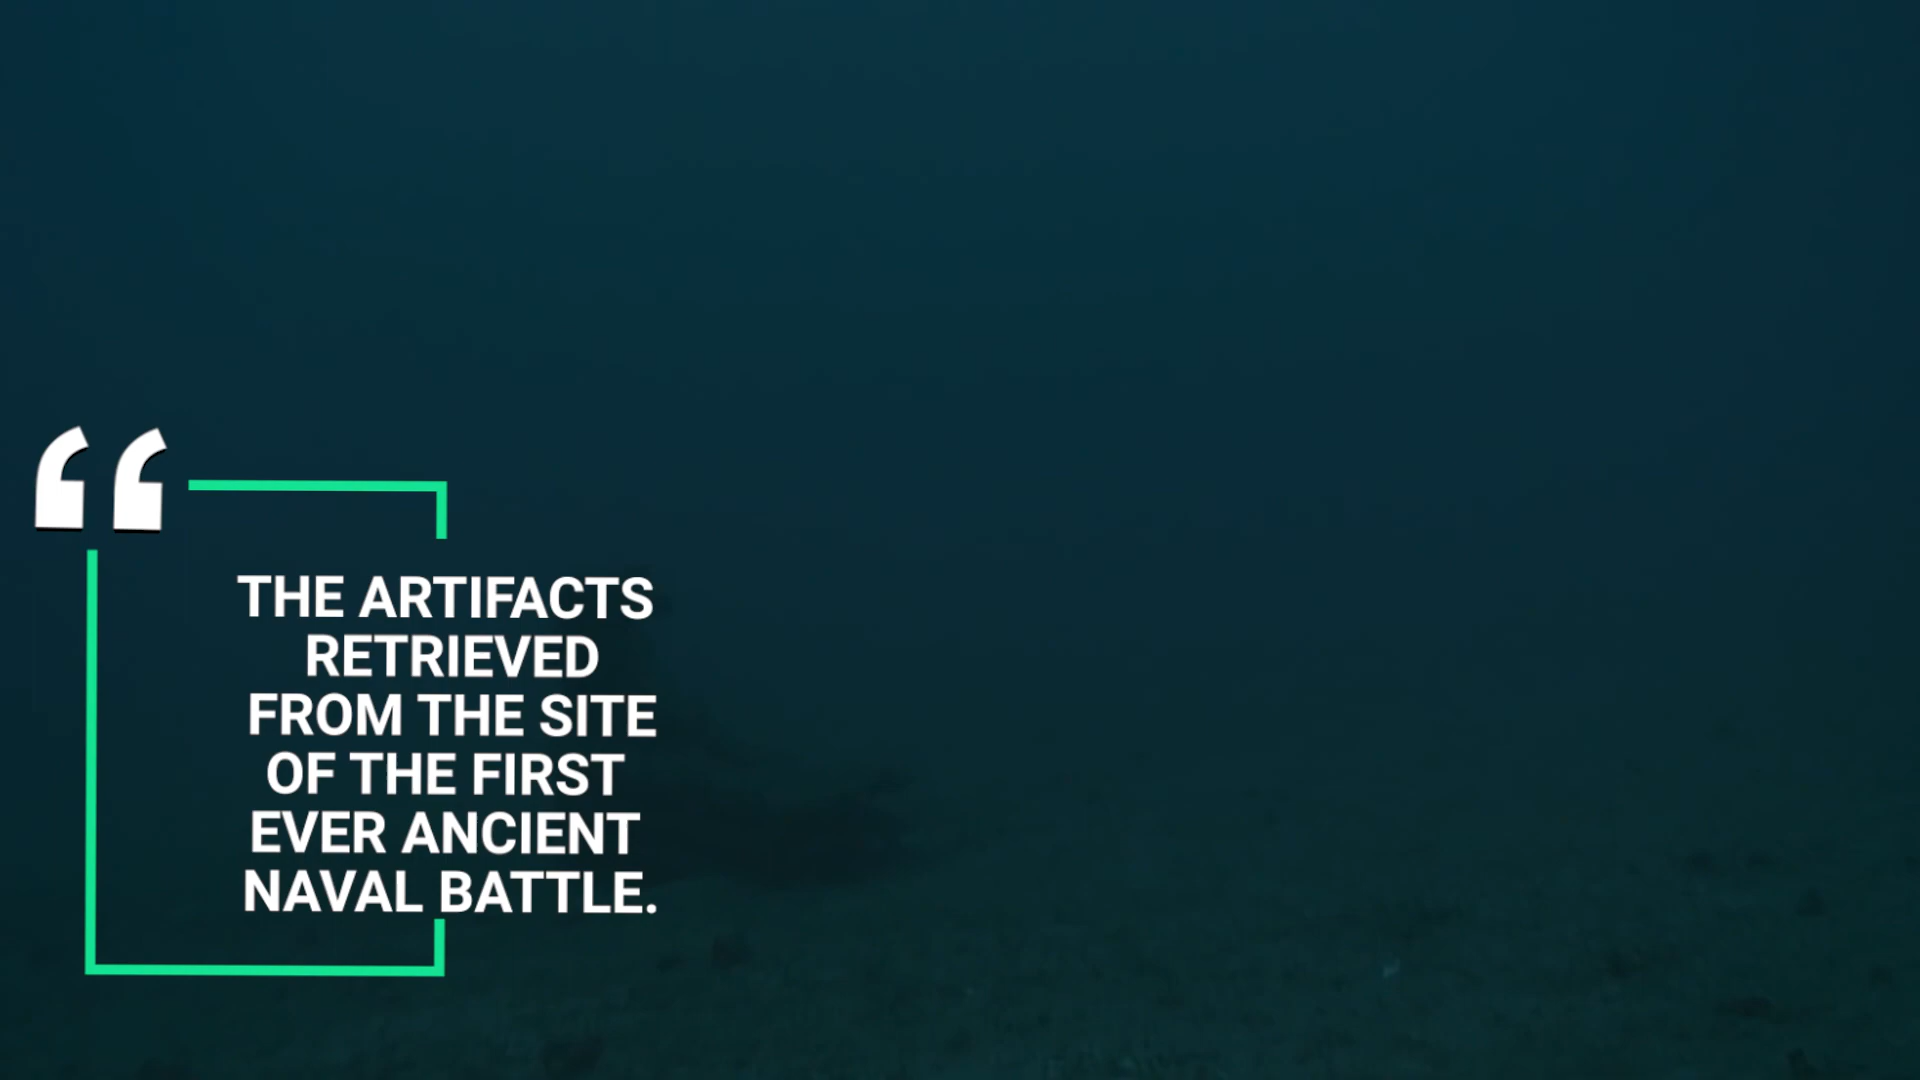 “
THE ARTIFACTS
RETRIEVED
FROM THE SITE
OF THE FIRST
EVER ANCIENT
NAVAL BATTLE.